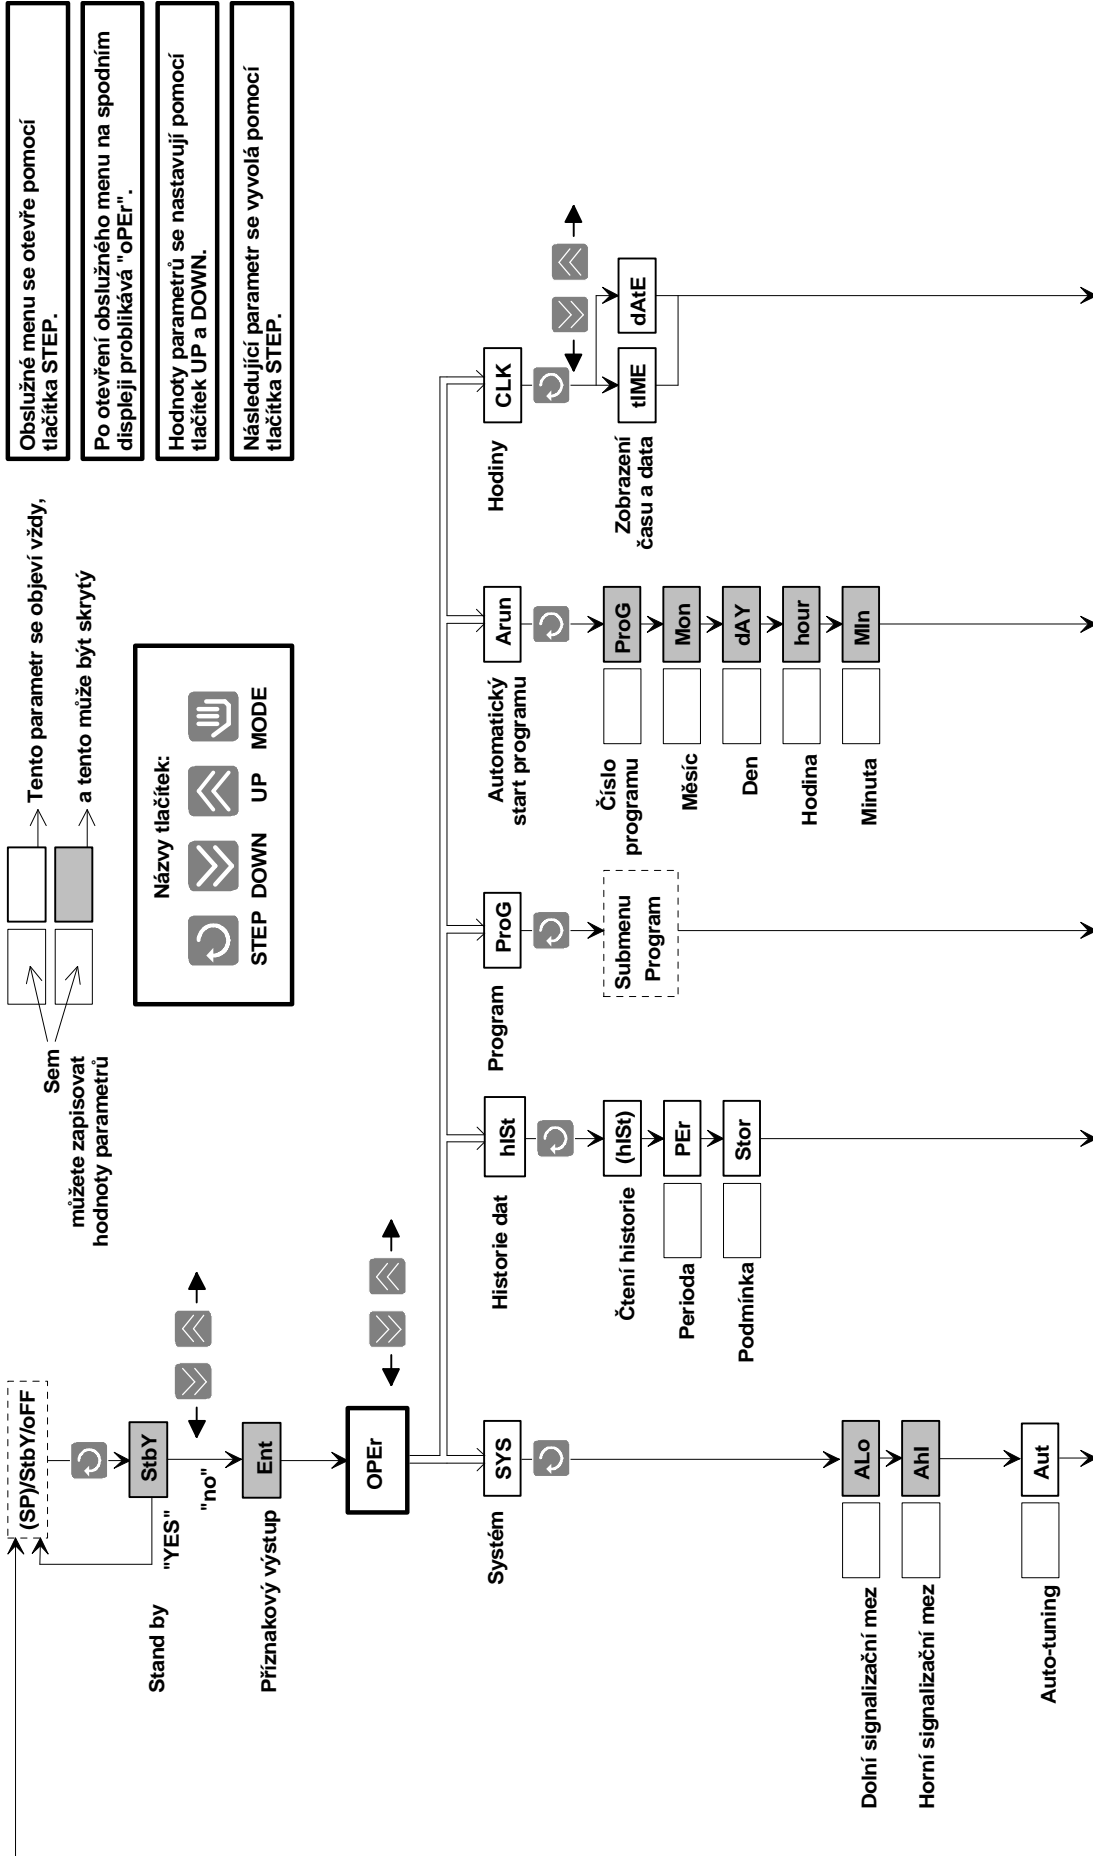 (SP)/StbY/oFF
Stand by
StbY
"YES"
"no"
Příznakový výstup
Ent
OPEr
Sem
můžete zapisovat
hodnoty parametrů
Tento parametr se objeví vždy,
a tento může být skrytý
Názvy tlačítek:
STEP DOWN UP MODE
Obslužné menu se otevře pomocí
tlačítka STEP.
Po otevření obslužného menu na spodním
displeji problikává "oPEr".
Hodnoty parametrů se nastavují pomocí
tlačítek UP a DOWN.
Následující parametr se vyvolá pomocí
tlačítka STEP.
Systém
SYS
Dolní signalizační mez
ALo
Horní signalizační mez
AhI
Auto-tuning
Aut
Historie dat
hISt
Čtení historie
(hISt)
Perioda
PEr
Podmínka
Stor
Program
ProG
Submenu
Program
Automatický
start programu
Arun
Číslo
programu
ProG
Měsíc
Mon
Den
dAY
Hodina
hour
Minuta
MIn
Hodiny
CLK
Zobrazení
času a data
tIME
dAtE